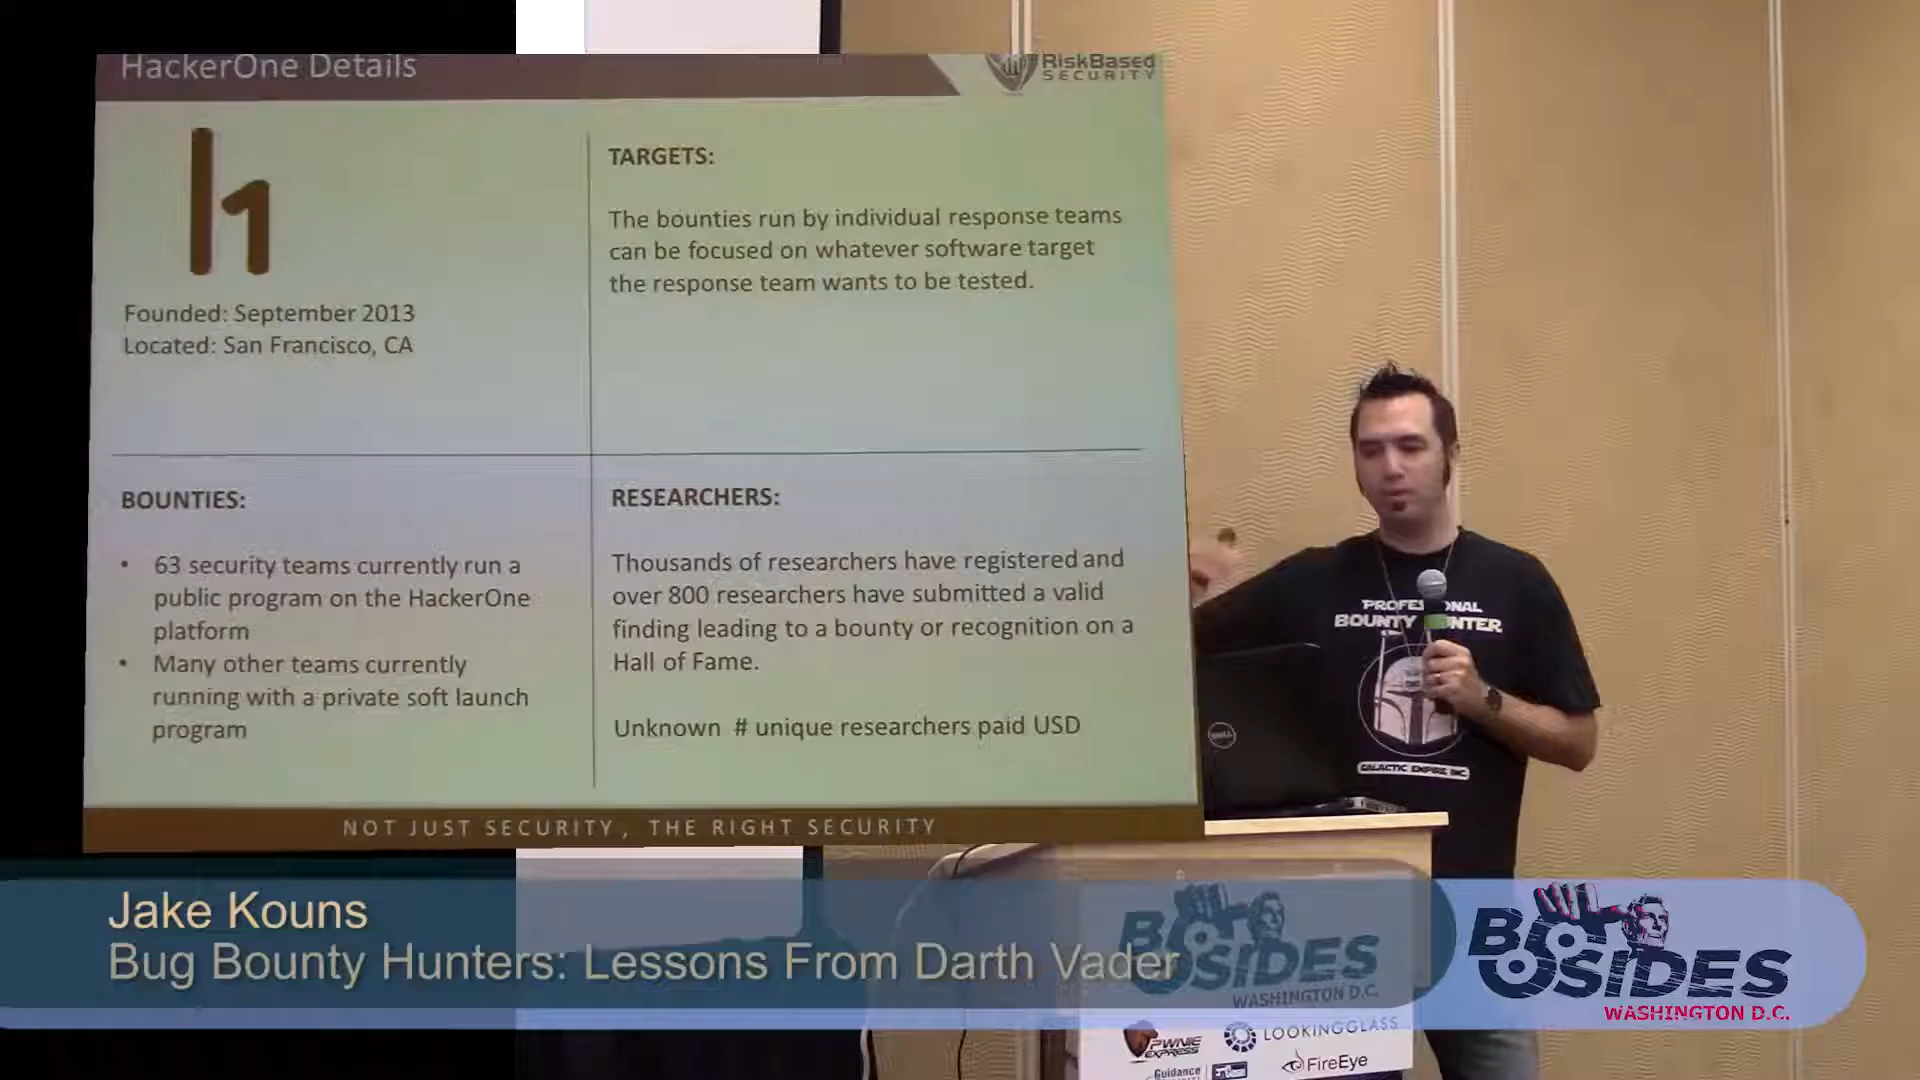 HackerOne Details
RiskBased
SECURITY
h1
Founded: September 2013
Located: San Francisco, CA
TARGETS:
The bounties run by individual response teams
can be focused on whatever software target
the response team wants to be tested.
BOUNTIES:
• 63 security teams currently run a
public program on the HackerOne
platform
• Many other teams currently
running with a private soft launch
program
RESEARCHERS:
Thousands of researchers have registered and
over 800 researchers have submitted a valid
finding leading to a bounty or recognition on a
Hall of Fame.
Unknown # unique researchers paid USD
NOT JUST SECURITY, THE RIGHT SECURITY
BOUNTY
GALACTIC EMPIRE INC
DELL
Jake Kouns
Bug Bounty Hunters: Lessons From Darth Vader
BSIDES
WASHINGTON D.C.
BSIDES
WASHINGTON D.C.
PWNIE
EXPRESS
LOOKINGGLASS
Guidance
FireEye